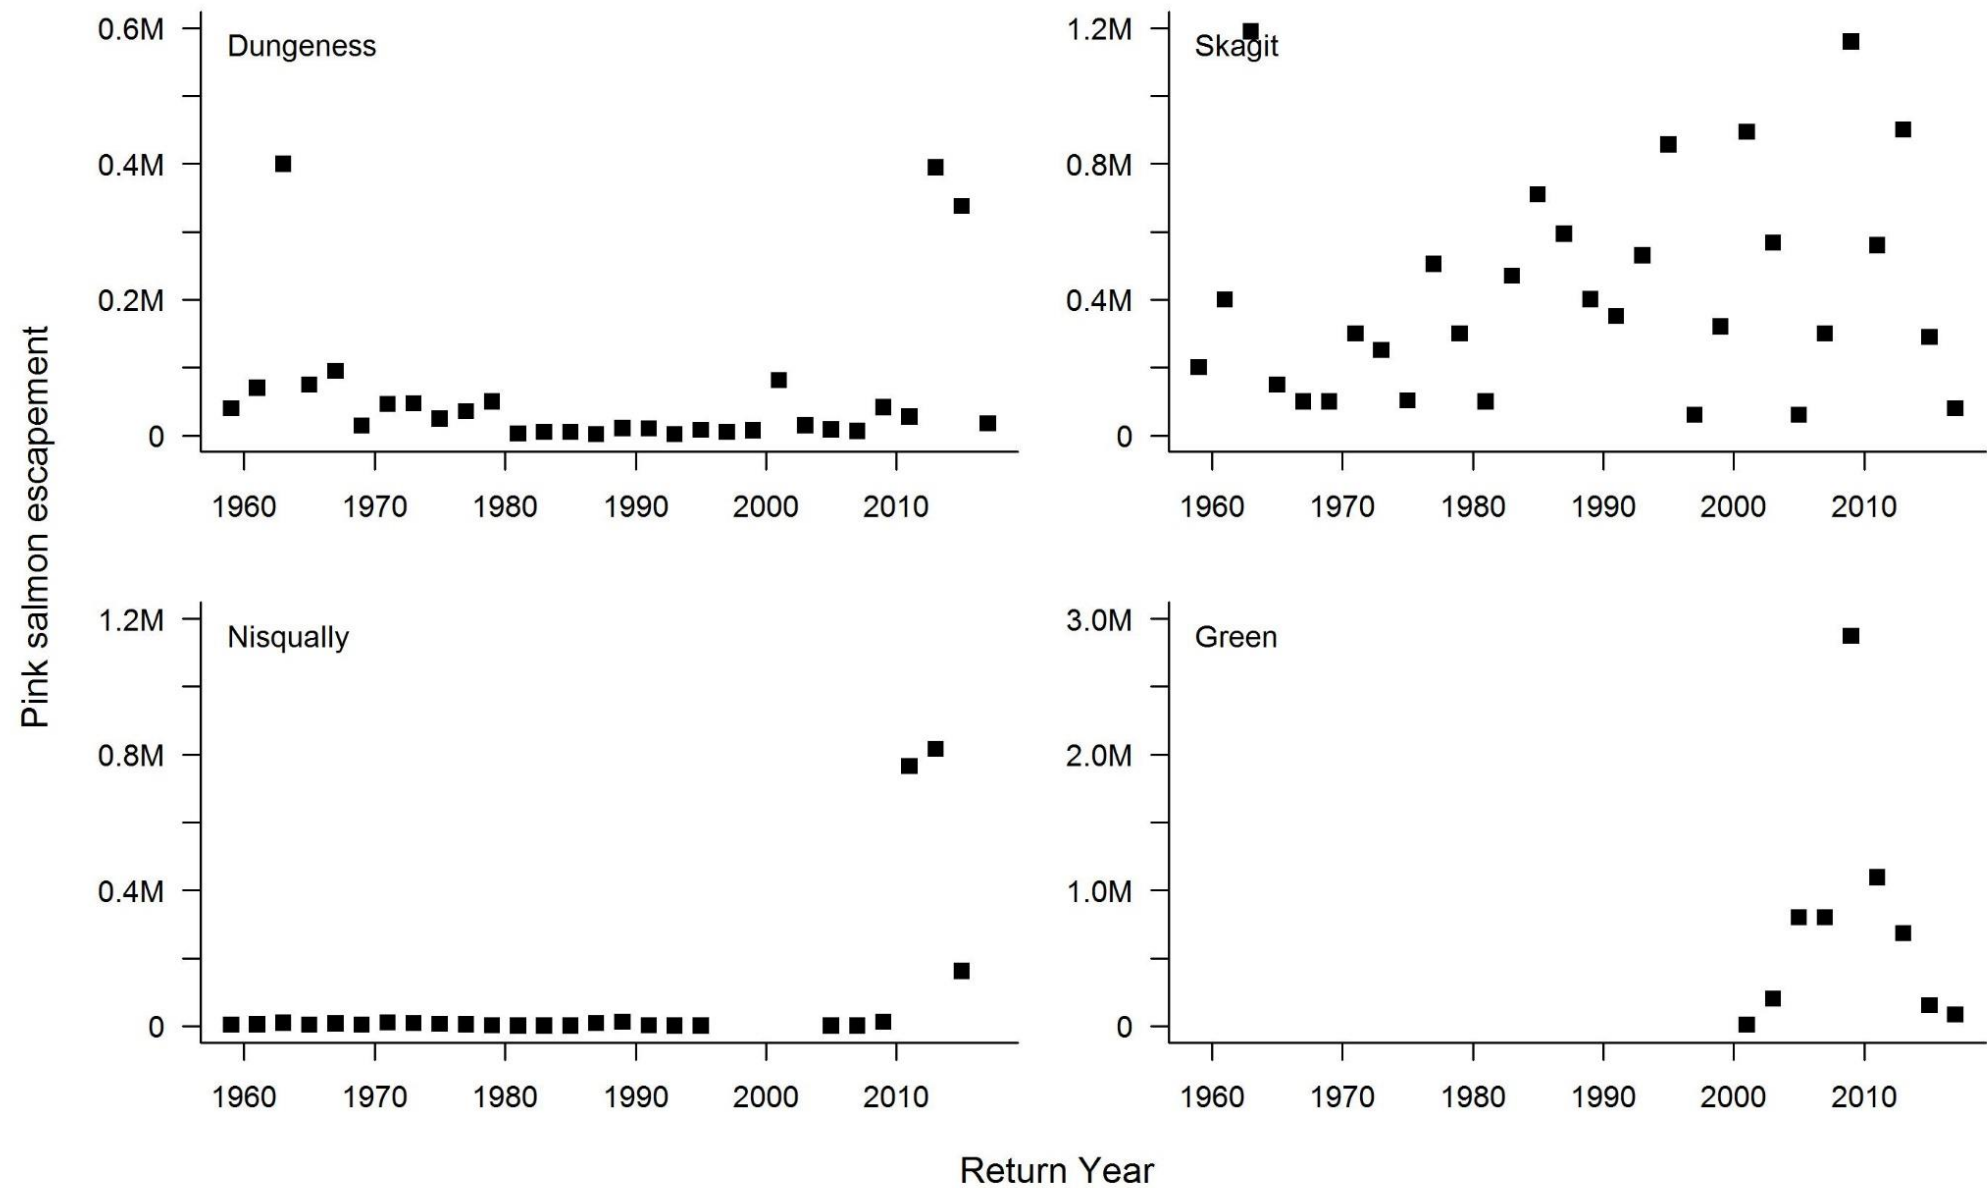 Pink salmon escapement
Dungeness
0.6M
0.4M
0.2M
0
1960 1970 1980 1990 2000 2010
Skagit
1.2M
0.8M
0.4M
0
1960 1970 1980 1990 2000 2010
Nisqually
1.2M
0.8M
0.4M
0
1960 1970 1980 1990 2000 2010
Green
3.0M
2.0M
1.0M
0
1960 1970 1980 1990 2000 2010
Return Year